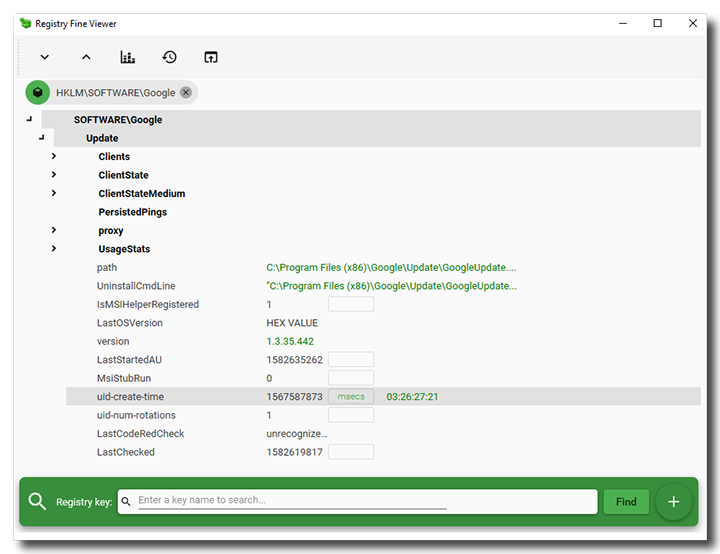 Registry Fine Viewer
HKLM\SOFTWARE\Google
SOFTWARE\Google
Update
Clients
ClientState
ClientStateMedium
PersistedPings
proxy
UsageStats
path C:\Program Files (x86)\Google\Update\GoogleUpdate....
UninstallCmdLine "C:\Program Files (x86)\Google\Update\GoogleUpdate...
IsMSIHelperRegistered 1
LastOSVersion HEX VALUE
version 1.3.35.442
LastStartedAU 1582635262
MsiStubRun 0
uid-create-time 1567587873 msecs 03:26:27:21
uid-num-rotations 1
LastCodeRedCheck unrecognize...
LastChecked 1582619817
Registry key: Enter a key name to search... Find +